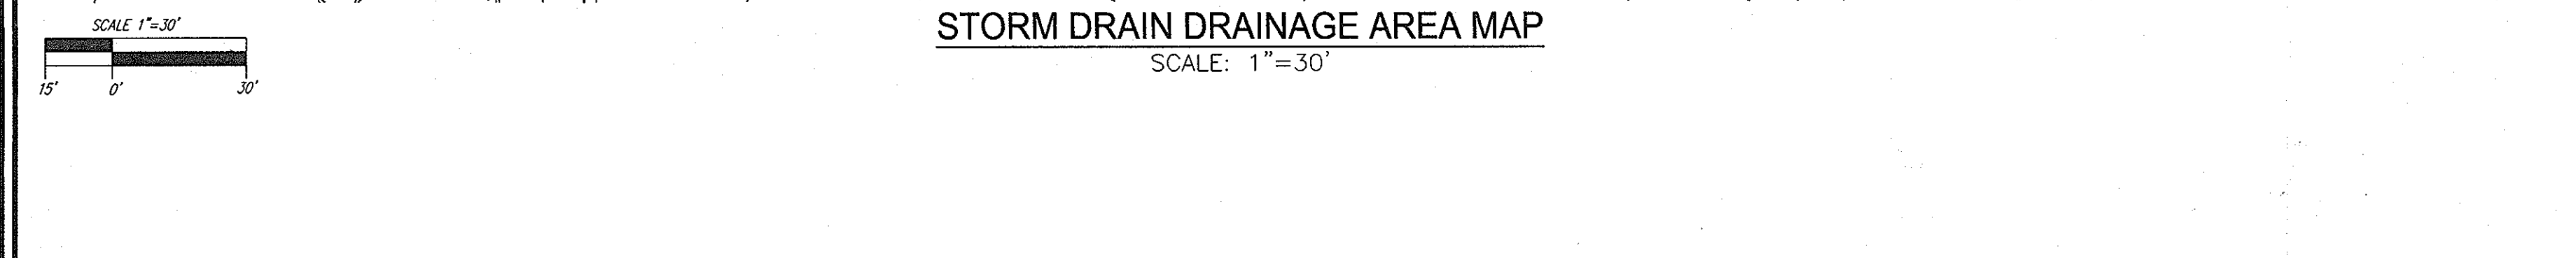 SCALE 1"=30'
15' 0' 30'
STORM DRAIN DRAINAGE AREA MAP
SCALE: 1"=30'